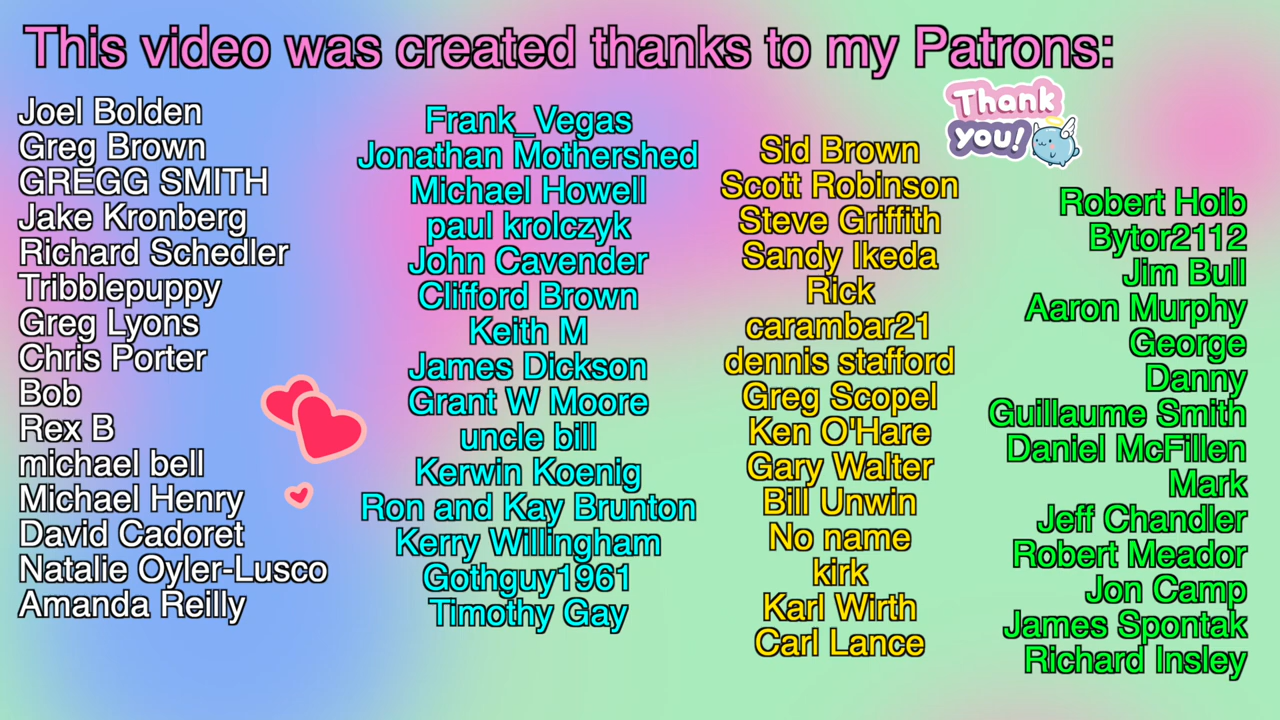 This video was created thanks to my Patrons:
Thank
you!
Joel Bolden
Greg Brown
GREGG SMITH
Jake Kronberg
Richard Schedler
Tribblepuppy
Greg Lyons
Chris Porter
Bob
Rex B
michael bell
Michael Henry
David Cadoret
Natalie Oyler-Lusco
Amanda Reilly
Frank_Vegas
Jonathan Mothershed
Michael Howell
paul krolczyk
John Cavender
Clifford Brown
Keith M
James Dickson
Grant W Moore
uncle bill
Kerwin Koenig
Ron and Kay Brunton
Kerry Willingham
Gothguy1961
Timothy Gay
Sid Brown
Scott Robinson
Steve Griffith
Sandy Ikeda
Rick
carambar21
dennis stafford
Greg Scopel
Ken O'Hare
Gary Walter
Bill Unwin
No name
kirk
Karl Wirth
Carl Lance
Robert Hoib
Bytor2112
Jim Bull
Aaron Murphy
George
Danny
Guillaume Smith
Daniel McFillen
Mark
Jeff Chandler
Robert Meador
Jon Camp
James Spontak
Richard Insley